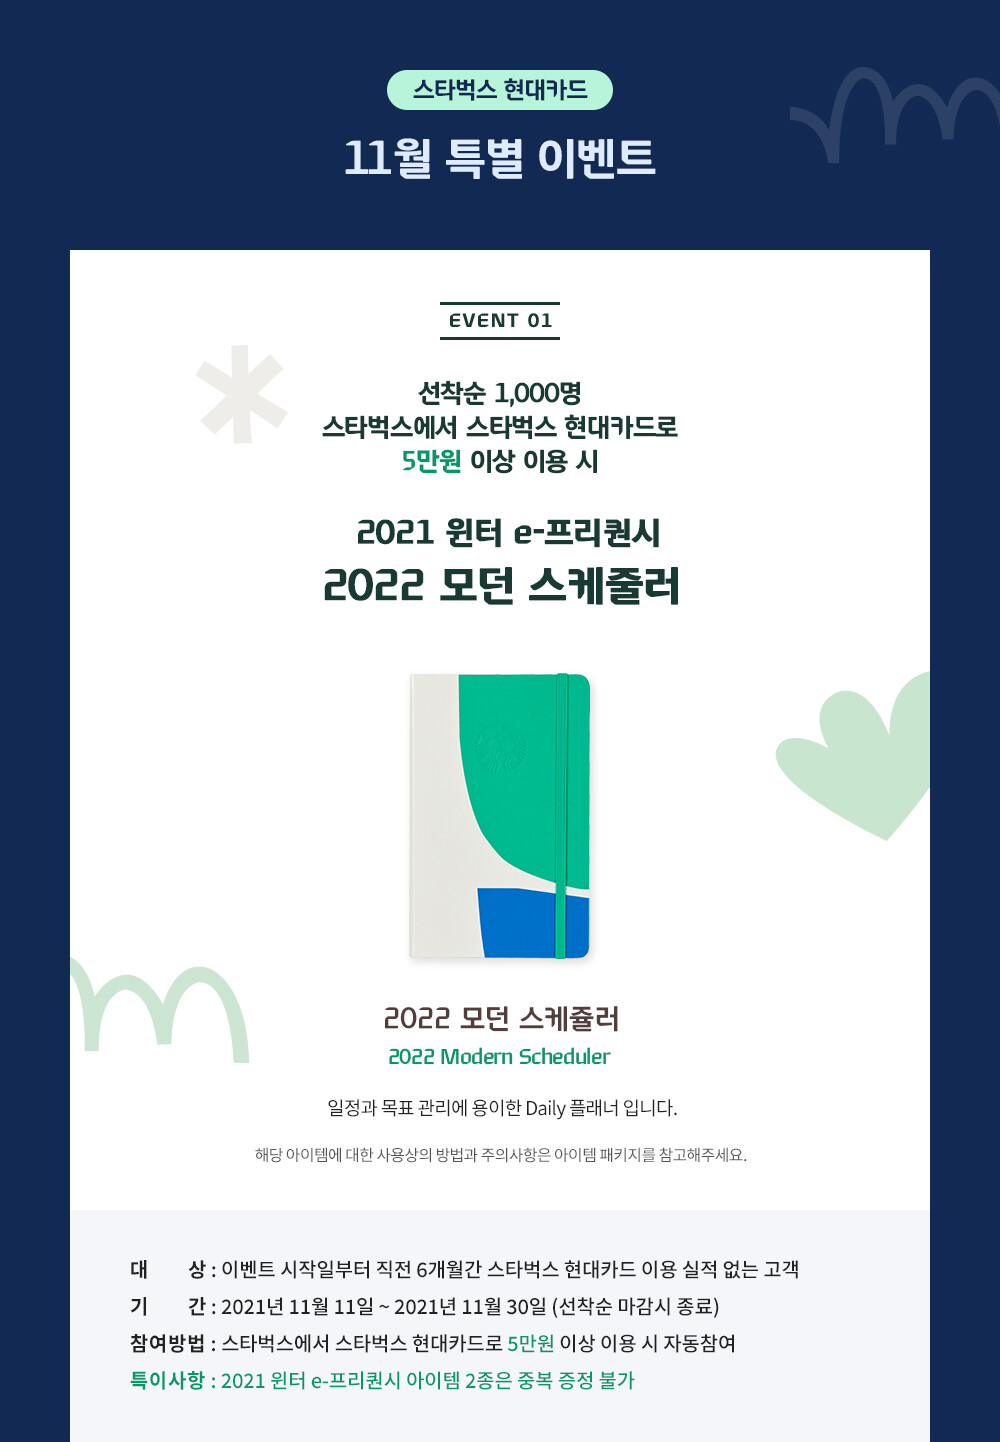 스타벅스 현대카드
11월 특별 이벤트
EVENT 01
선착순 1,000명
스타벅스에서 스타벅스 현대카드로
5만원 이상 이용 시
2021 윈터 e-프리퀀시
2022 모던 스케줄러
2022 모던 스케쥴러
2022 Modern Scheduler
일정과 목표 관리에 용이한 Daily 플래너 입니다.
해당 아이템에 대한 사용상의 방법과 주의사항은 아이템 패키지를 참고해주세요.
대 상 : 이벤트 시작일부터 직전 6개월간 스타벅스 현대카드 이용 실적 없는 고객
기 간 : 2021년 11월 11일 ~ 2021년 11월 30일 (선착순 마감시 종료)
참여방법 : 스타벅스에서 스타벅스 현대카드로 5만원 이상 이용 시 자동참여
특이사항 : 2021 윈터 e-프리퀀시 아이템 2종은 중복 증정 불가